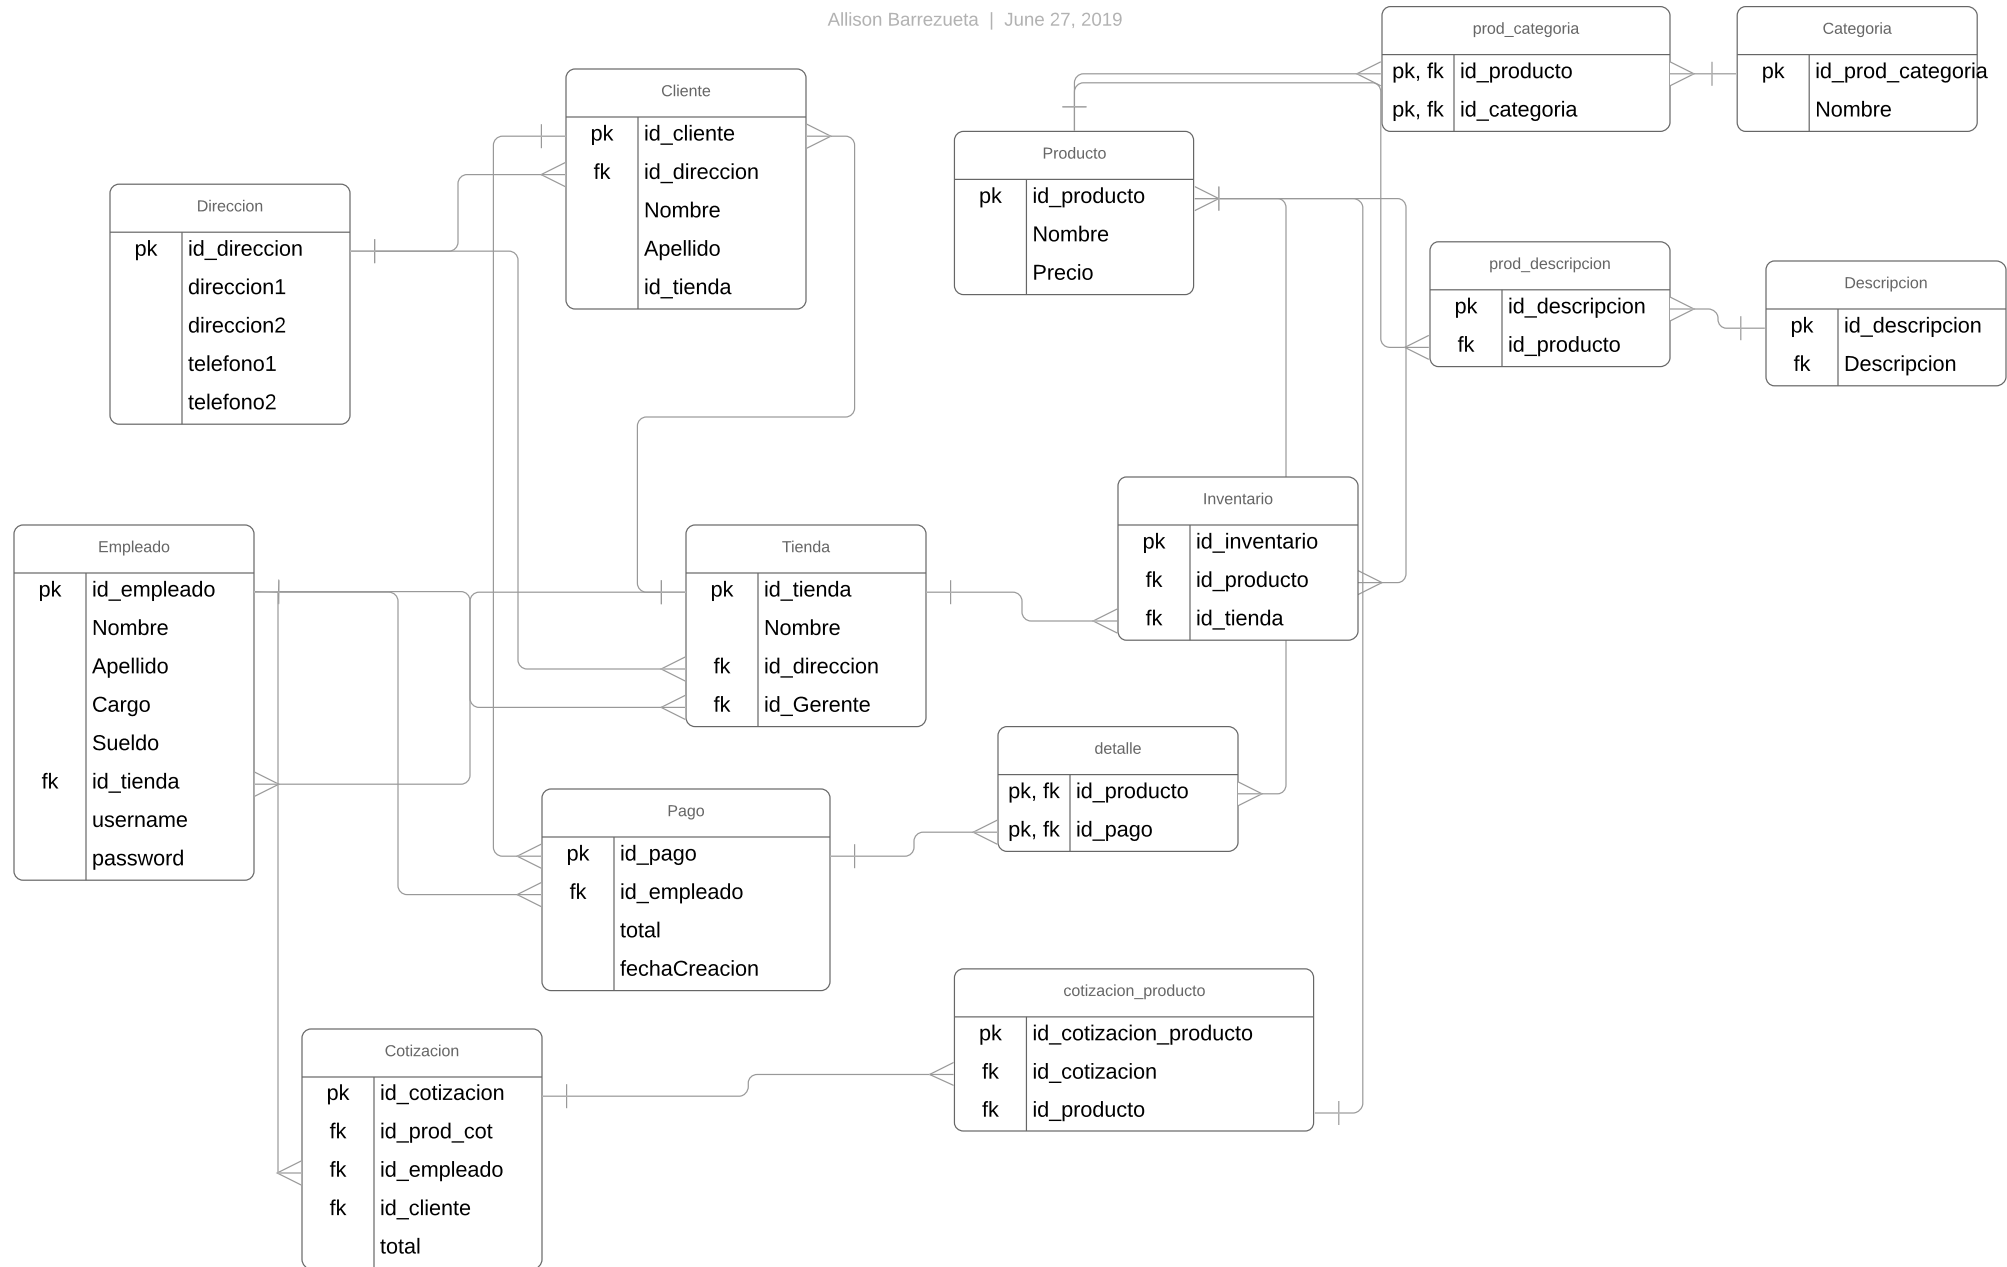 Allison Barrezueta | June 27, 2019
prod_categoria
pk, fk id_producto
pk, fk id_categoria
Categoria
pk id_prod_categoria
Nombre
Cliente
pk id_cliente
fk id_direccion
Nombre
Apellido
id_tienda
Producto
pk id_producto
Nombre
Precio
Direccion
pk id_direccion
direccion1
direccion2
telefono1
telefono2
prod_descripcion
pk id_descripcion
fk id_producto
Descripcion
pk id_descripcion
fk Descripcion
Inventario
pk id_inventario
fk id_producto
fk id_tienda
Empleado
pk id_empleado
Nombre
Apellido
Cargo
Sueldo
fk id_tienda
username
password
Tienda
pk id_tienda
Nombre
fk id_direccion
fk id_Gerente
detalle
pk, fk id_producto
pk, fk id_pago
Pago
pk id_pago
fk id_empleado
total
fechaCreacion
cotizacion_producto
pk id_cotizacion_producto
fk id_cotizacion
fk id_producto
Cotizacion
pk id_cotizacion
fk id_prod_cot
fk id_empleado
fk id_cliente
total